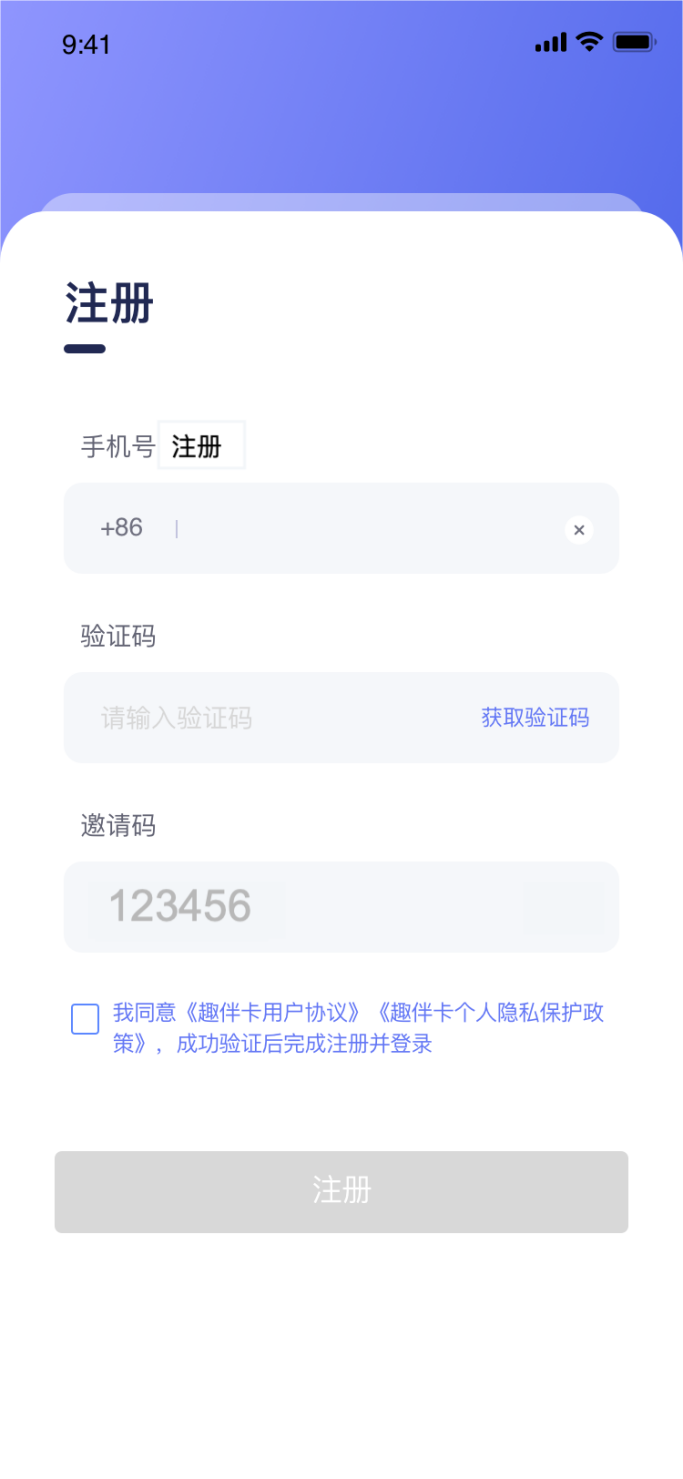 9:41
注册
手机号 注册
+86
验证码
请输入验证码 获取验证码
邀请码
123456
我同意《趣伴卡用户协议》《趣伴卡个人隐私保护政
策》，成功验证后完成注册并登录
注册